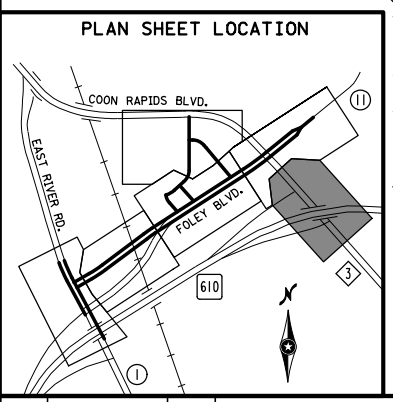 PLAN SHEET LOCATION
COON RAPIDS BLVD.
11
EAST RIVER RD.
FOLEY BLVD.
610
3
N
1